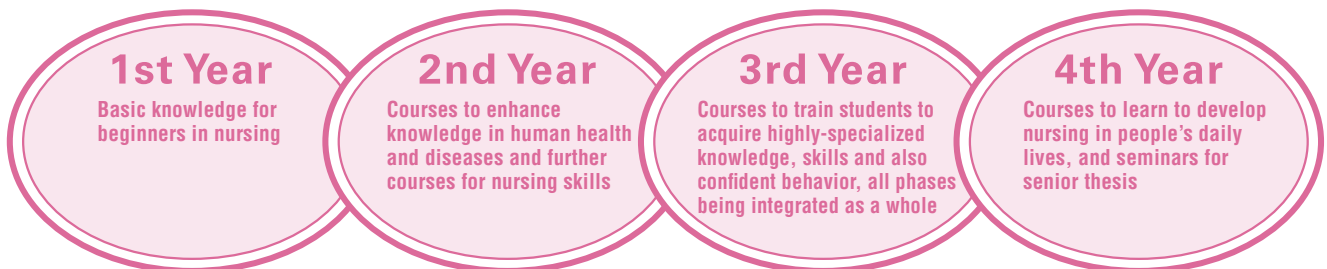 1st Year
Basic knowledge for
beginners in nursing
2nd Year
Courses to enhance
knowledge in human health
and diseases and further
courses for nursing skills
3rd Year
Courses to train students to
acquire highly-specialized
knowledge, skills and also
confident behavior, all phases
being integrated as a whole
4th Year
Courses to learn to develop
nursing in people's daily
lives, and seminars for
senior thesis